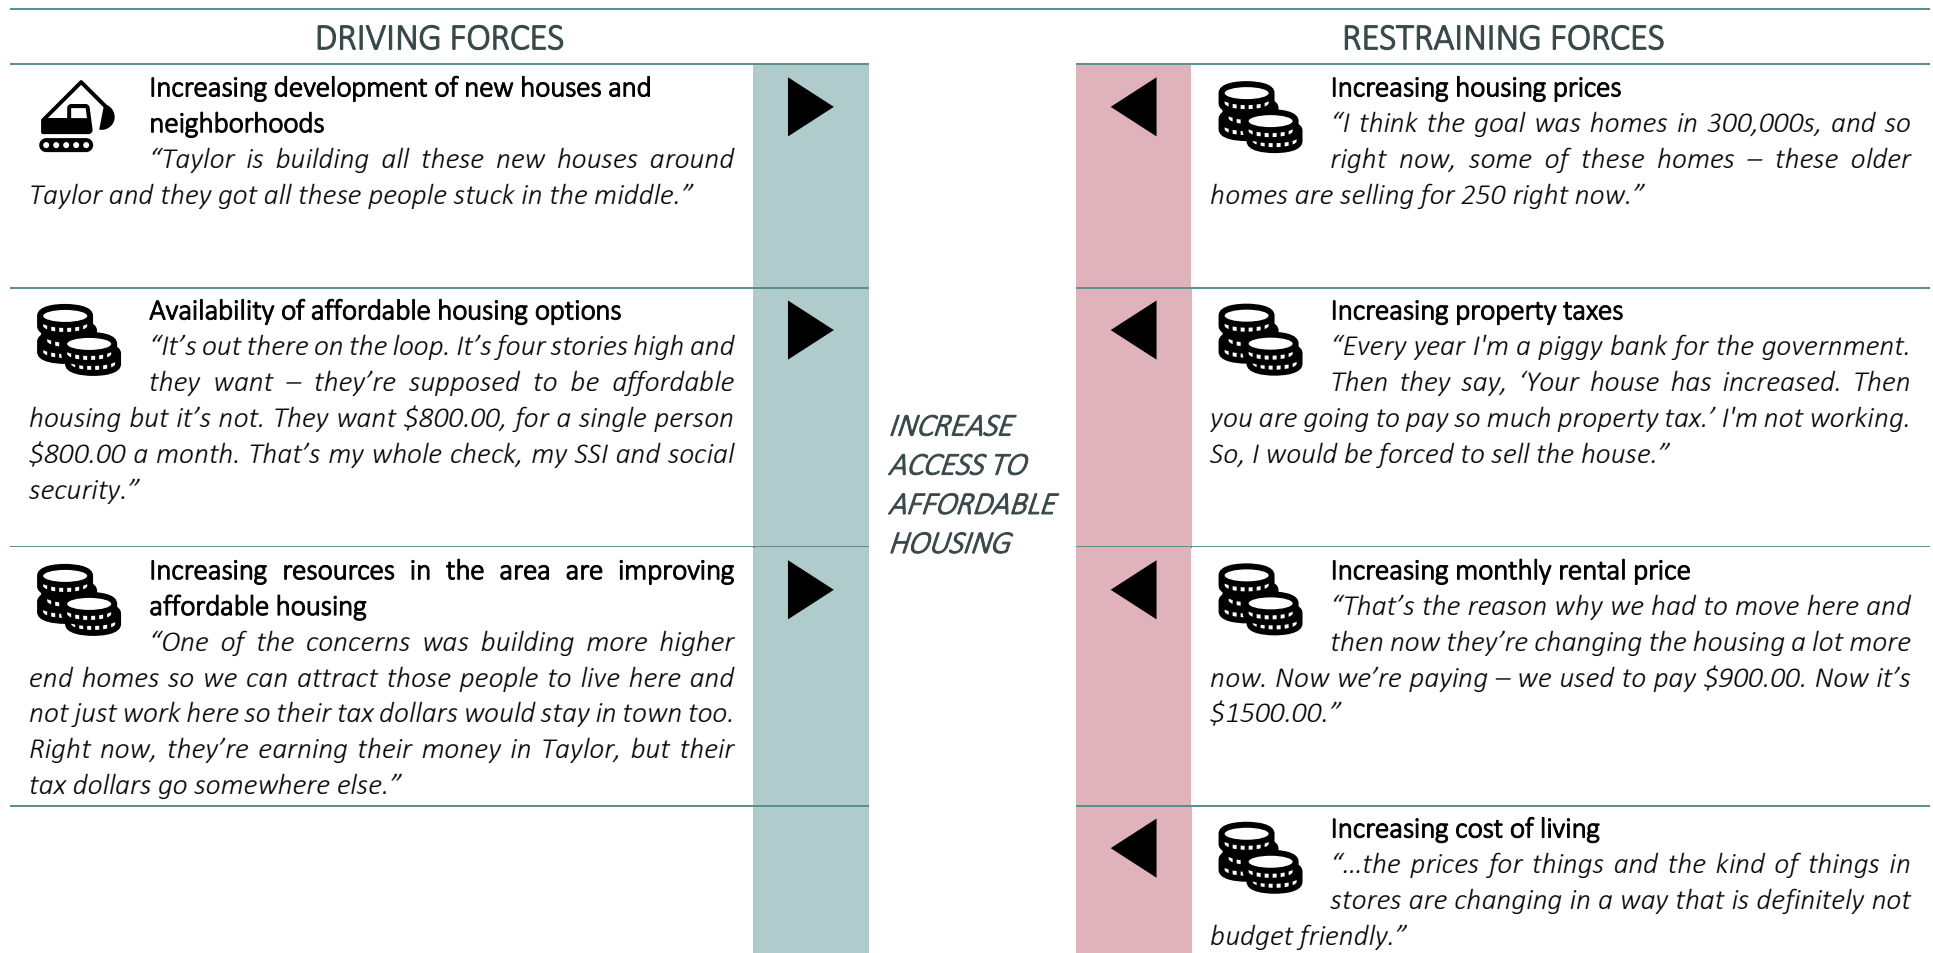 DRIVING FORCES
Increasing development of new houses and
neighborhoods
“Taylor is building all these new houses around
Taylor and they got all these people stuck in the middle.”
Availability of affordable housing options
“It’s out there on the loop. It’s four stories high and
they want – they’re supposed to be affordable
housing but it’s not. They want $800.00, for a single person
$800.00 a month. That’s my whole check, my SSI and social
security.”
Increasing resources in the area are improving
affordable housing
“One of the concerns was building more higher
end homes so we can attract those people to live here and
not just work here so their tax dollars would stay in town too.
Right now, they’re earning their money in Taylor, but their
tax dollars go somewhere else.”
INCREASE
ACCESS TO
AFFORDABLE
HOUSING
RESTRAINING FORCES
Increasing housing prices
“I think the goal was homes in 300,000s, and so
right now, some of these homes – these older
homes are selling for 250 right now.”
Increasing property taxes
“Every year I'm a piggy bank for the government.
Then they say, ‘Your house has increased. Then
you are going to pay so much property tax.’ I'm not working.
So, I would be forced to sell the house.”
Increasing monthly rental price
“That’s the reason why we had to move here and
then now they’re changing the housing a lot more
now. Now we’re paying – we used to pay $900.00. Now it’s
$1500.00.”
Increasing cost of living
“…the prices for things and the kind of things in
stores are changing in a way that is definitely not
budget friendly.”